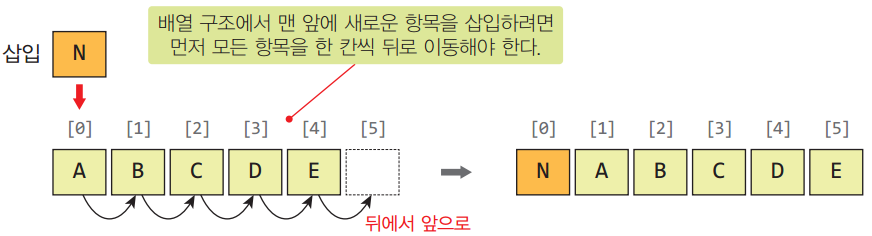 배열 구조에서 맨 앞에 새로운 항목을 삽입하려면
먼저 모든 항목을 한 칸씩 뒤로 이동해야 한다.
삽입 N
[0] [1] [2] [3] [4] [5]
A B C D E
뒤에서 앞으로
[0] [1] [2] [3] [4] [5]
N A B C D E